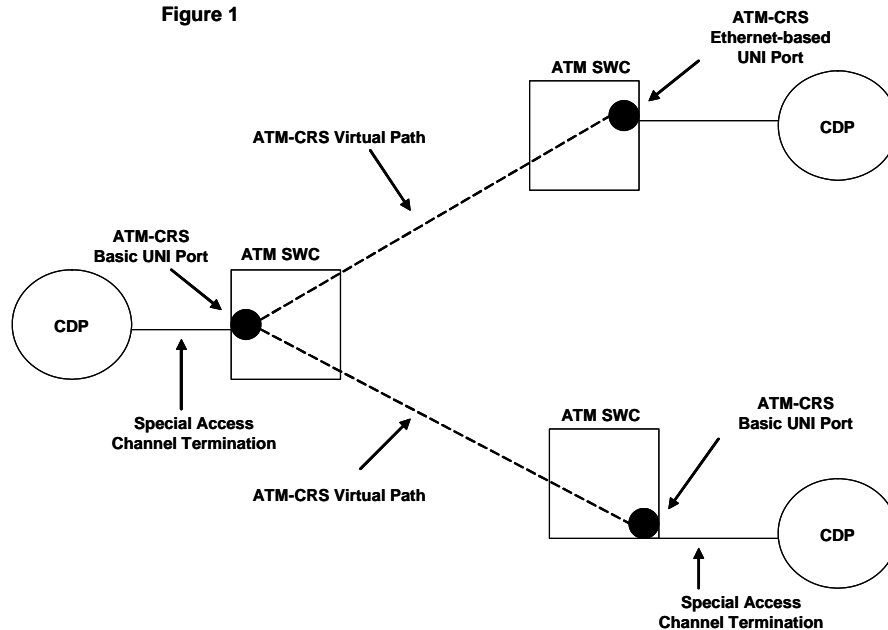 Figure 1
ATM-CRS
Ethernet-based
UNI Port
ATM SWC
CDP
ATM-CRS Virtual Path
ATM-CRS
Basic UNI Port
ATM SWC
CDP
Special Access
Channel Termination
ATM SWC
ATM-CRS
Basic UNI Port
ATM-CRS Virtual Path
CDP
Special Access
Channel Termination